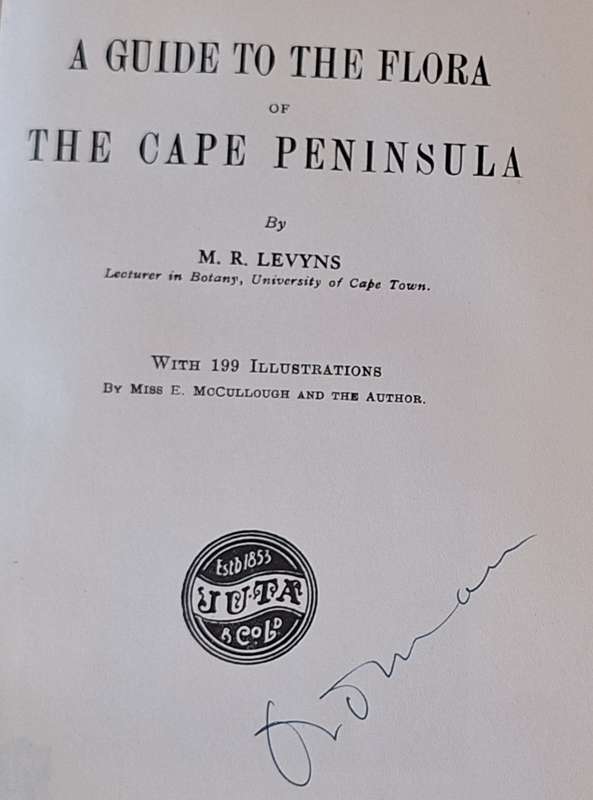 A GUIDE TO THE FLORA
OF
THE CAPE PENINSULA
By
M. R. LEVYNS
Lecturer in Botany, University of Cape Town.
WITH 199 ILLUSTRATIONS
BY MISS E. MCCULLOUGH AND THE AUTHOR.
Estb 1853
JUTA
& Co Ld